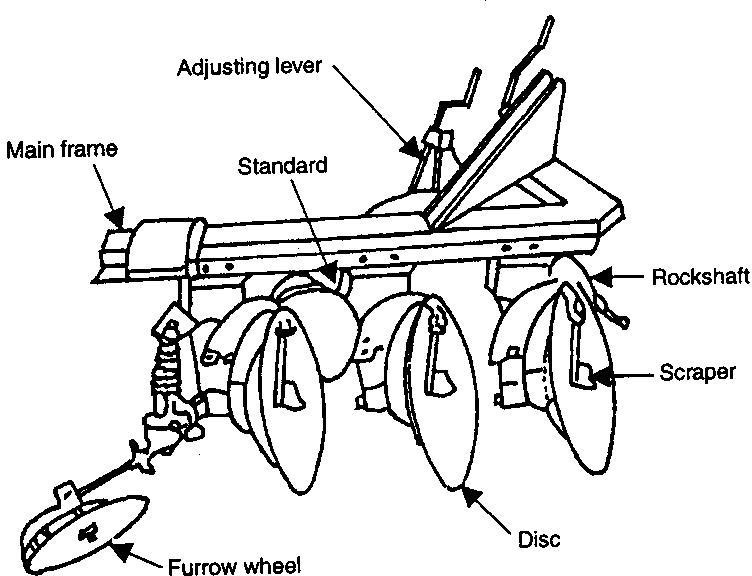 Adjusting lever
Main frame
Standard
Rockshaft
Scraper
Disc
Furrow wheel